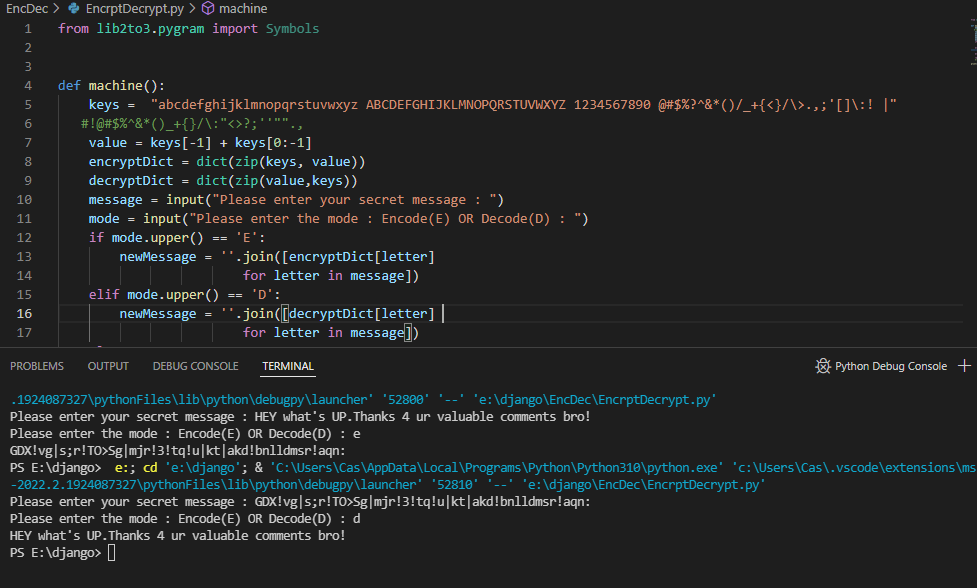 EncDec > EncrptDecrypt.py > machine
1 from lib2to3.pygram import Symbols
2
3
4 def machine():
5 keys = "abcdefghijklmnopqrstuvwxyz ABCDEFGHIJKLMNOPQRSTUVWXYZ 1234567890 @#$%?^&*()/_+{<}/\>.,;'[]\:! |"
6 #!@#$%^&*()_+{}/\:"<>?;''"".,
7 value = keys[-1] + keys[0:-1]
8 encryptDict = dict(zip(keys, value))
9 decryptDict = dict(zip(value,keys))
10 message = input("Please enter your secret message : ")
11 mode = input("Please enter the mode : Encode(E) OR Decode(D) : ")
12 if mode.upper() == 'E':
13 newMessage = ''.join([encryptDict[letter]
14 for letter in message])
15 elif mode.upper() == 'D':
16 newMessage = ''.join([decryptDict[letter]
17 for letter in message])
PROBLEMS OUTPUT DEBUG CONSOLE TERMINAL Python Debug Console
.1924087327\pythonFiles\lib\python\debugpy\launcher' '52800' '--' 'e:\django\EncDec\EncrptDecrypt.py'
Please enter your secret message : HEY what's UP.Thanks 4 ur valuable comments bro!
Please enter the mode : Encode(E) OR Decode(D) : e
GDX!vg|s;r!TO>Sg|mjr!3!tq!u|kt|akd!bnlldmsr!aqn:
PS E:\django> e:; cd 'e:\django'; & 'C:\Users\Cas\AppData\Local\Programs\Python\Python310\python.exe' 'c:\Users\Cas\.vscode\extensions\ms
-2022.2.1924087327\pythonFiles\lib\python\debugpy\launcher' '52810' '--' 'e:\django\EncDec\EncrptDecrypt.py'
Please enter your secret message : GDX!vg|s;r!TO>Sg|mjr!3!tq!u|kt|akd!bnlldmsr!aqn:
Please enter the mode : Encode(E) OR Decode(D) : d
HEY what's UP.Thanks 4 ur valuable comments bro!
PS E:\django>